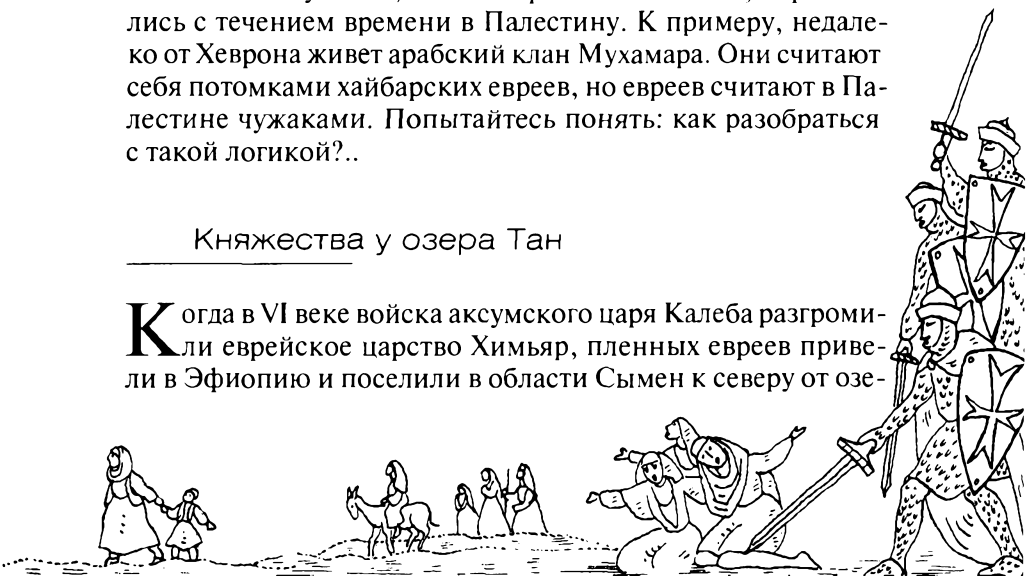 лись с течением времени в Палестину. К примеру, недале-
ко от Хеврона живет арабский клан Мухамара. Они считают
себя потомками хайбарских евреев, но евреев считают в Па-
лестине чужаками. Попытайтесь понять: как разобраться
с такой логикой?..
Княжества у озера Тан
Когда в VI веке войска аксумского царя Калеба разгроми-
ли еврейское царство Химьяр, пленных евреев приве-
ли в Эфиопию и поселили в области Сымен к северу от озе-